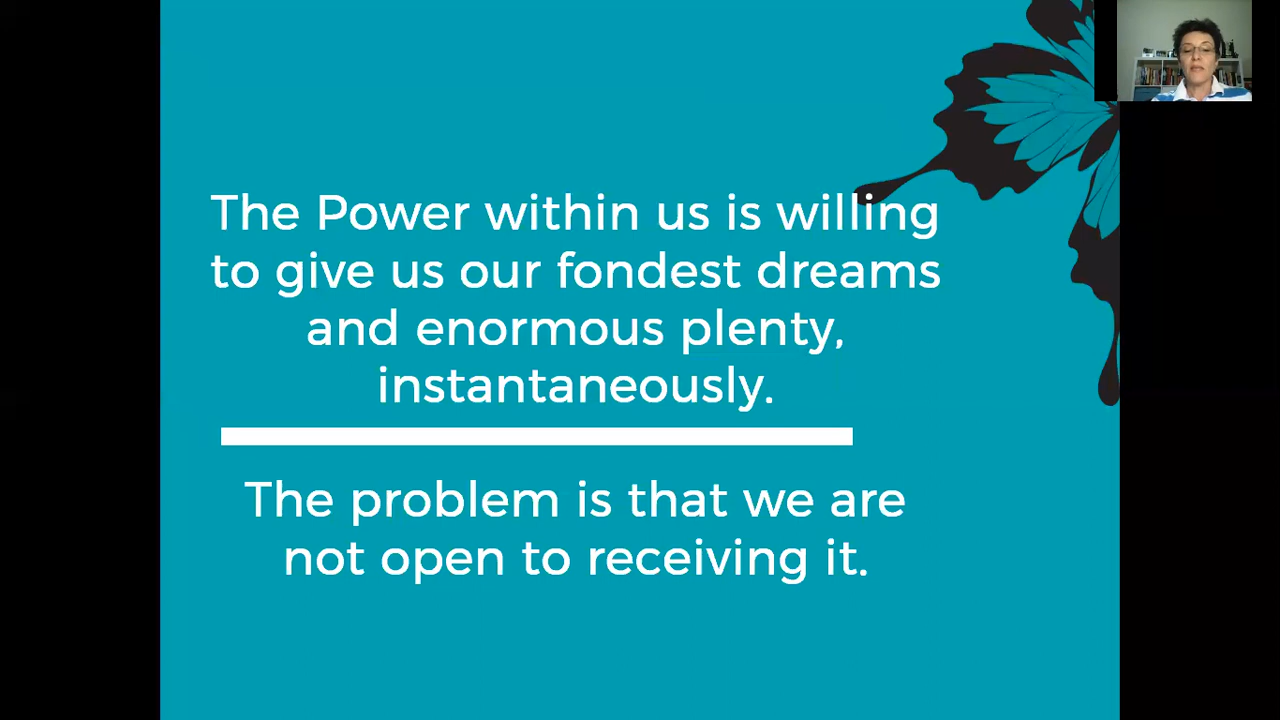 The Power within us is willing
to give us our fondest dreams
and enormous plenty,
instantaneously.
The problem is that we are
not open to receiving it.